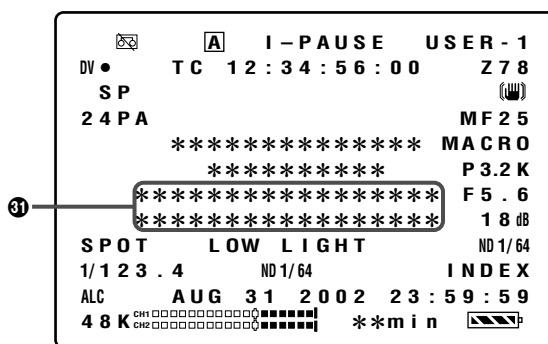 A I-PAUSE USER-1
DV ● TC 12:34:56:00 Z78
SP
24PA MF25
************** MACRO
********** P3.2K
31 ***************** F5.6
***************** 18dB
SPOT LOW LIGHT ND1/64
1/123.4 ND1/64 INDEX
ALC AUG 31 2002 23:59:59
48K CH1 CH2 **min